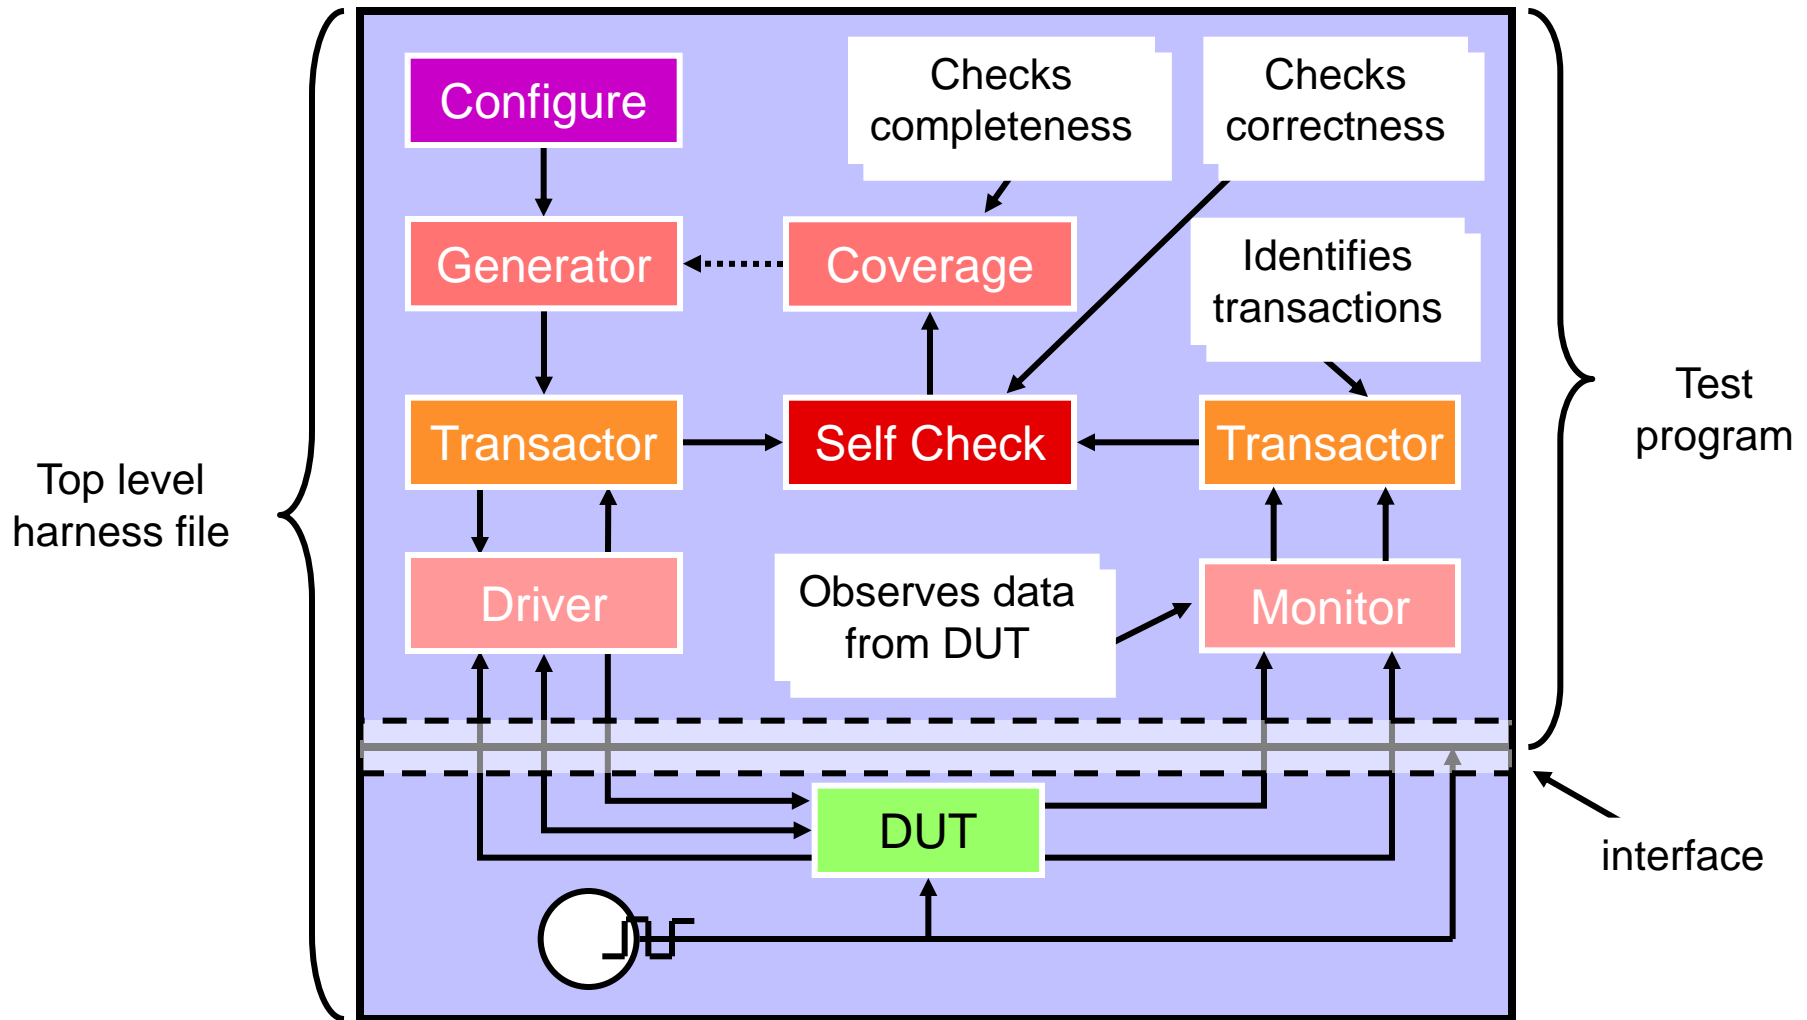 Configure
Checks
completeness
Checks
correctness
Generator
Coverage
Identifies
transactions
Transactor
Self Check
Transactor
Test
program
Top level
harness file
Driver
Observes data
from DUT
Monitor
DUT
interface